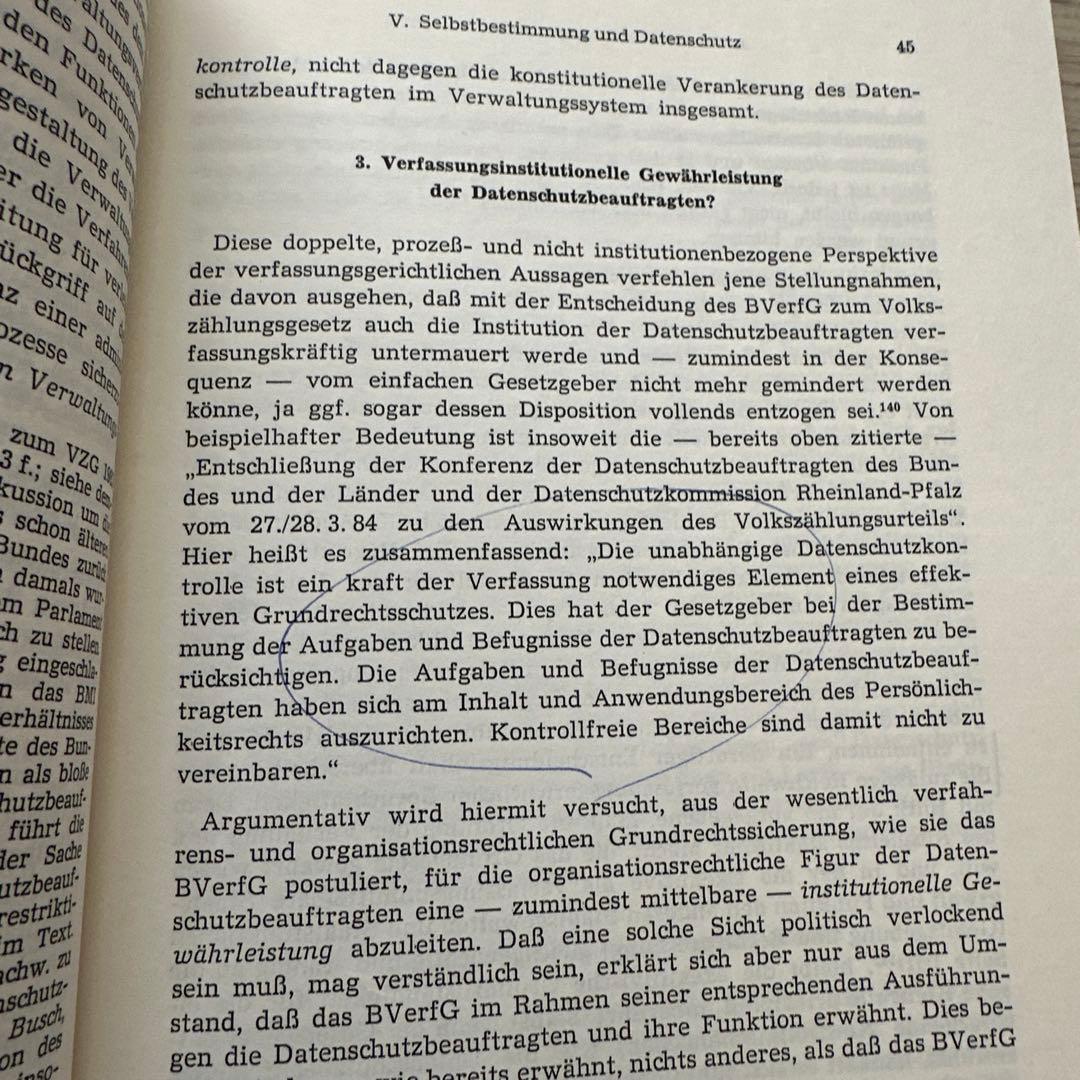 V. Selbstbestimmung und Datenschutz
45
kontrolle, nicht dagegen die konstitutionelle Verankerung des Daten-
schutzbeauftragten im Verwaltungssystem insgesamt.
3. Verfassungsinstitutionelle Gewährleistung
der Datenschutzbeauftragten?
Diese doppelte, prozeß- und nicht institutionenbezogene Perspektive
der verfassungsgerichtlichen Aussagen verfehlen jene Stellungnahmen,
die davon ausgehen, daß mit der Entscheidung des BVerfG zum Volks-
zählungsgesetz auch die Institution der Datenschutzbeauftragten ver-
fassungskräftig untermauert werde und — zumindest in der Konse-
quenz — vom einfachen Gesetzgeber nicht mehr gemindert werden
könne, ja ggf. sogar dessen Disposition vollends entzogen sei.¹⁴⁰ Von
beispielhafter Bedeutung ist insoweit die — bereits oben zitierte —
„Entschließung der Konferenz der Datenschutzbeauftragten des Bun-
des und der Länder und der Datenschutzkommission Rheinland-Pfalz
vom 27./28. 3. 84 zu den Auswirkungen des Volkszählungsurteils“.
Hier heißt es zusammenfassend: „Die unabhängige Datenschutzkon-
trolle ist ein kraft der Verfassung notwendiges Element eines effek-
tiven Grundrechtsschutzes. Dies hat der Gesetzgeber bei der Bestim-
mung der Aufgaben und Befugnisse der Datenschutzbeauftragten zu be-
rücksichtigen. Die Aufgaben und Befugnisse der Datenschutzbeauf-
tragten haben sich am Inhalt und Anwendungsbereich des Persönlich-
keitsrechts auszurichten. Kontrollfreie Bereiche sind damit nicht zu
vereinbaren.“
Argumentativ wird hiermit versucht, aus der wesentlich verfah-
rens- und organisationsrechtlichen Grundrechtssicherung, wie sie das
BVerfG postuliert, für die organisationsrechtliche Figur der Daten-
schutzbeauftragten eine — zumindest mittelbare — institutionelle Ge-
währleistung abzuleiten. Daß eine solche Sicht politisch verlockend
sein muß, mag verständlich sein, erklärt sich aber nur aus dem Um-
stand, daß das BVerfG im Rahmen seiner entsprechenden Ausführun-
gen die Datenschutzbeauftragten und ihre Funktion erwähnt. Dies be-
wie bereits erwähnt, nichts anderes, als daß das BVerfG